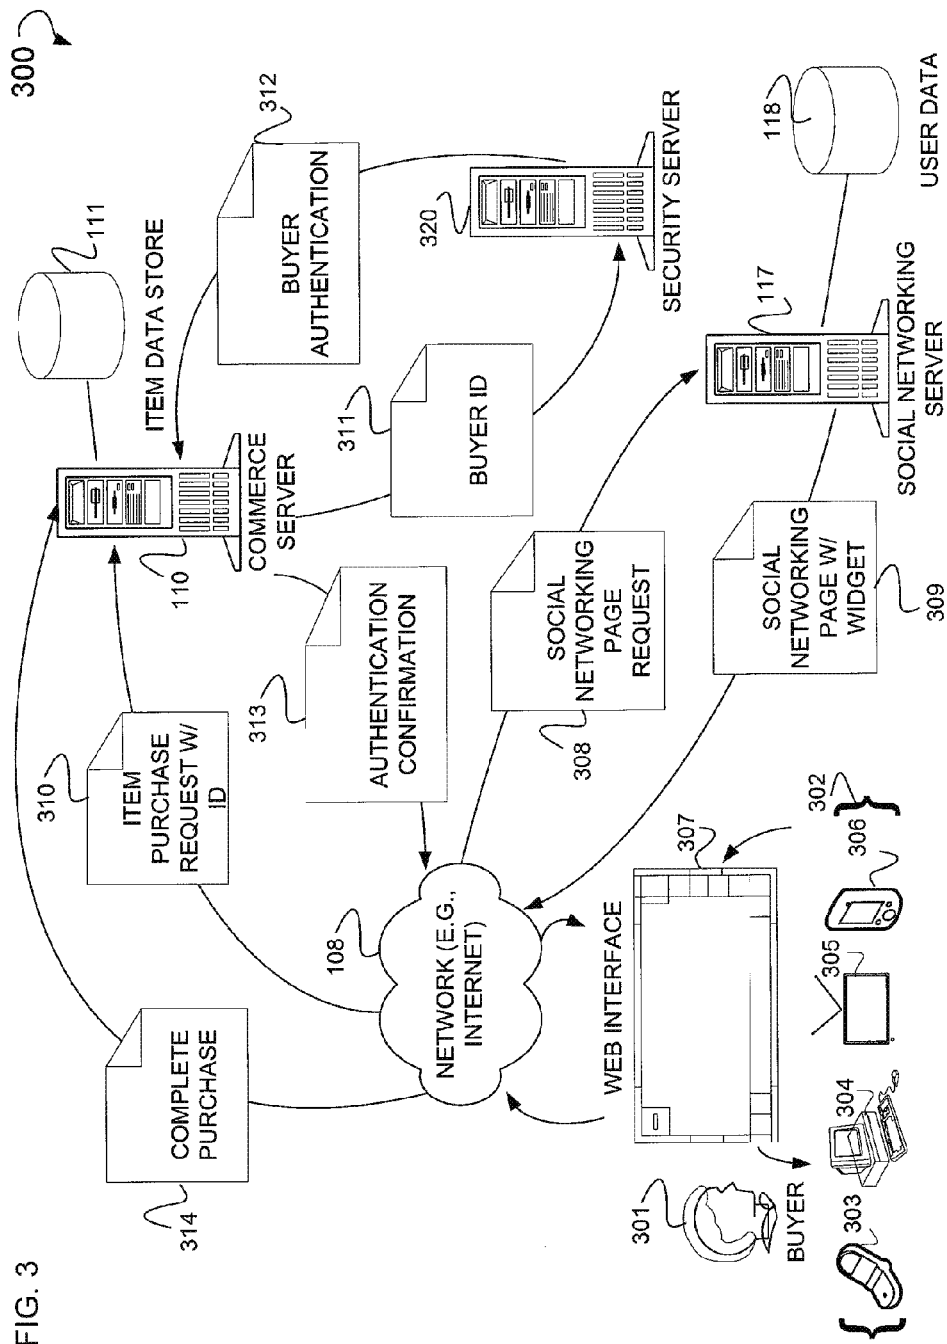 FIG. 3
300
314
COMPLETE
PURCHASE
310
ITEM
PURCHASE
REQUEST W/
ID
110
COMMERCE
SERVER
111
ITEM DATA STORE
312
BUYER
AUTHENTICATION
311
BUYER ID
313
AUTHENTICATION
CONFIRMATION
320
SECURITY SERVER
108
NETWORK (E.G.,
INTERNET)
308
SOCIAL
NETWORKING
PAGE
REQUEST
117
SOCIAL NETWORKING
SERVER
118
USER DATA
SOCIAL
NETWORKING
PAGE W/
WIDGET
309
WEB INTERFACE
307
301
BUYER
302
303
304
305
306